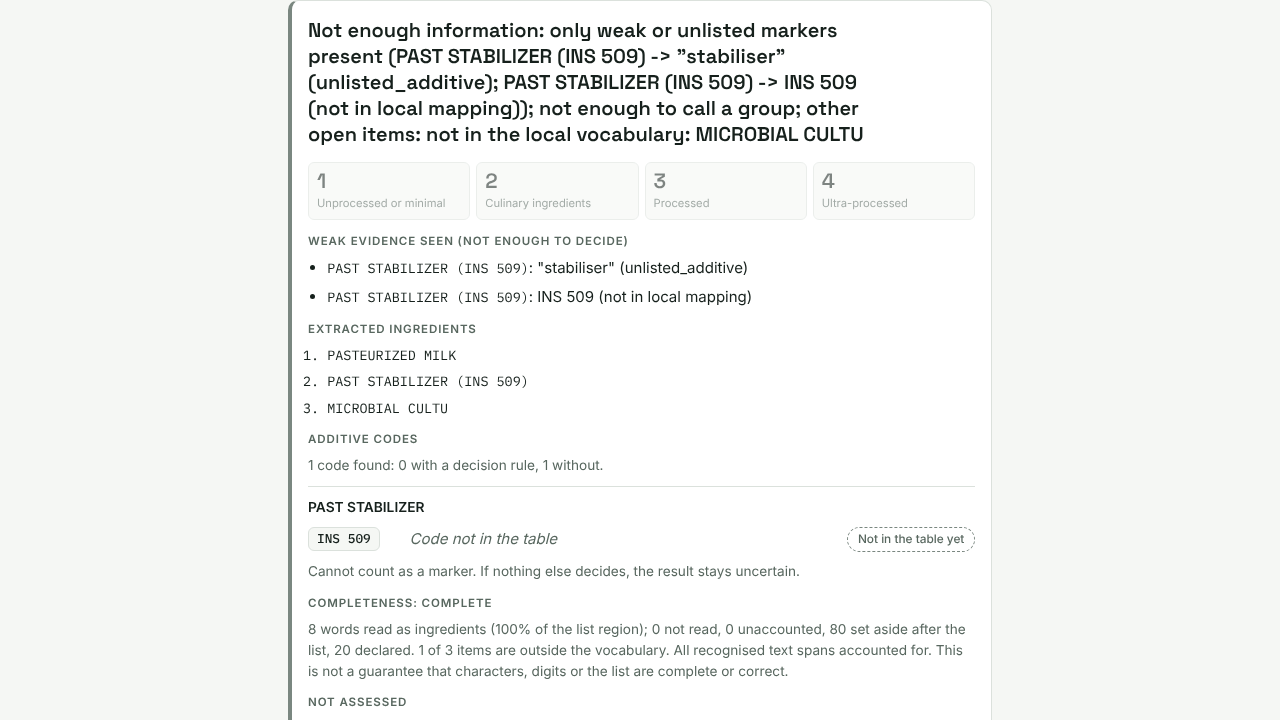 Not enough information: only weak or unlisted markers
present (PAST STABILIZER (INS 509) -> ”stabiliser”
(unlisted_additive); PAST STABILIZER (INS 509) -> INS 509
(not in local mapping)); not enough to call a group; other
open items: not in the local vocabulary: MICROBIAL CULTU
1
Unprocessed or minimal
2
Culinary ingredients
3
Processed
4
Ultra-processed
WEAK EVIDENCE SEEN (NOT ENOUGH TO DECIDE)
• PAST STABILIZER (INS 509): "stabiliser" (unlisted_additive)
• PAST STABILIZER (INS 509): INS 509 (not in local mapping)
EXTRACTED INGREDIENTS
1. PASTEURIZED MILK
2. PAST STABILIZER (INS 509)
3. MICROBIAL CULTU
ADDITIVE CODES
1 code found: 0 with a decision rule, 1 without.
PAST STABILIZER
INS 509 Code not in the table Not in the table yet
Cannot count as a marker. If nothing else decides, the result stays uncertain.
COMPLETENESS: COMPLETE
8 words read as ingredients (100% of the list region); 0 not read, 0 unaccounted, 80 set aside after the
list, 20 declared. 1 of 3 items are outside the vocabulary. All recognised text spans accounted for. This
is not a guarantee that characters, digits or the list are complete or correct.
NOT ASSESSED